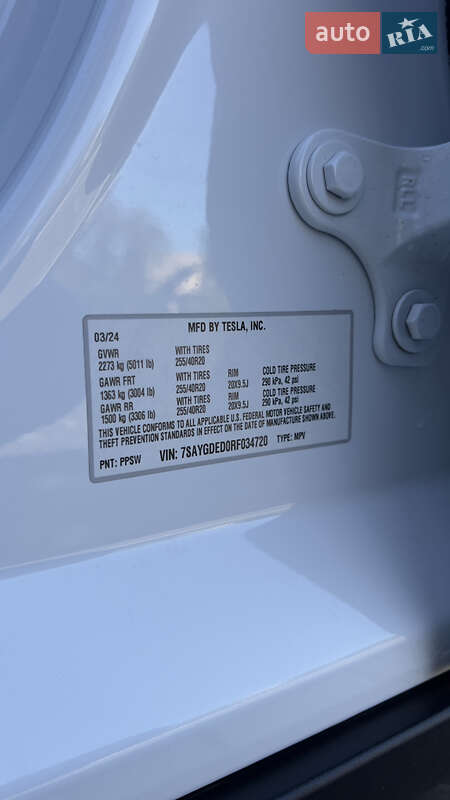 auto RIA.com
RLL
MFD BY TESLA, INC.
03/24
GVWR WITH TIRES
2273 kg (5011 lb) 255/40R20
GAWR FRT WITH TIRES RIM COLD TIRE PRESSURE
1363 kg (3004 lb) 255/40R20 20X9.5J 290 kPa, 42 psi
GAWR RR WITH TIRES RIM COLD TIRE PRESSURE
1500 kg (3306 lb) 255/40R20 20X9.5J 290 kPa, 42 psi
THIS VEHICLE CONFORMS TO ALL APPLICABLE U.S. FEDERAL MOTOR VEHICLE SAFETY AND
THEFT PREVENTION STANDARDS IN EFFECT ON THE DATE OF MANUFACTURE SHOWN ABOVE.
PNT: PPSW VIN: 7SAYGDED0RF034720 TYPE: MPV